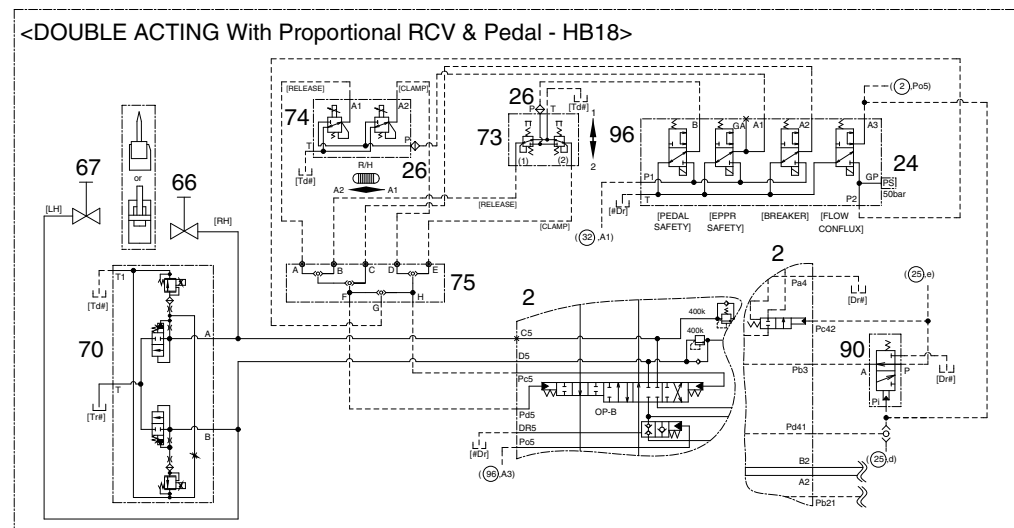 <DOUBLE ACTING With Proportional RCV & Pedal - HB18>
67
or
66
[LH]
[RH]
[RELEASE]
[CLAMP]
74
A1
A2
P
T
[Td#]
R/H
A2
A1
26
26
P
T
[Td#]
1
2
73
(1)
(2)
[RELEASE]
[CLAMP]
96
B
GA
A1
A2
A3
(2,Po5)
24
P1
T
GP
PS
50bar
P2
[#Dr]
(32,A1)
[PEDAL
SAFETY]
[EPPR
SAFETY]
[BREAKER]
[FLOW
CONFLUX]
A
B
C
D
E
F
G
H
75
T1
[Td#]
70
A
T
[Tr#]
B
2
C5
400k
400k
D5
Pc5
Pd5
OP-B
DR5
[#Dr]
Po5
(96,A3)
2
Pa4
[Dr#]
(25,e)
Pc42
90
Pb3
A
P
[Dr#]
Pi
Pd41
(25,d)
B2
A2
Pb21